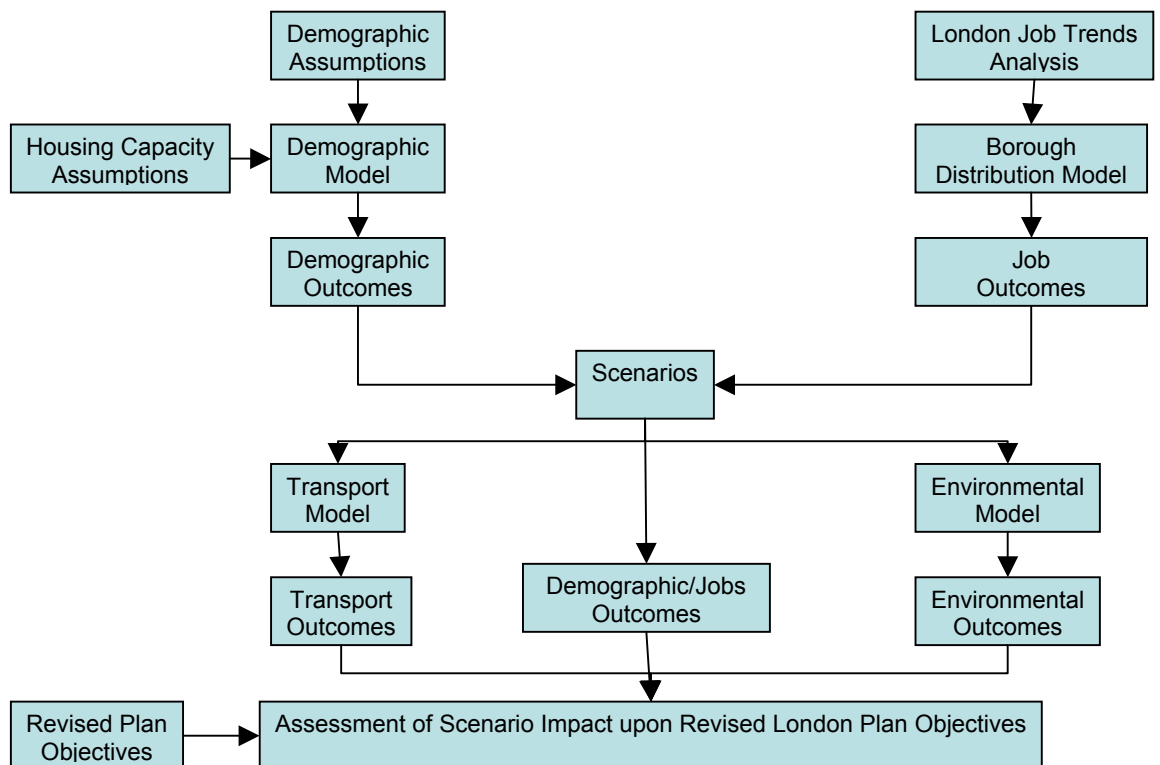 Demographic
Assumptions
London Job Trends
Analysis
Housing Capacity
Assumptions
Demographic
Model
Borough
Distribution Model
Demographic
Outcomes
Job
Outcomes
Scenarios
Transport
Model
Environmental
Model
Transport
Outcomes
Demographic/Jobs
Outcomes
Environmental
Outcomes
Revised Plan
Objectives
Assessment of Scenario Impact upon Revised London Plan Objectives